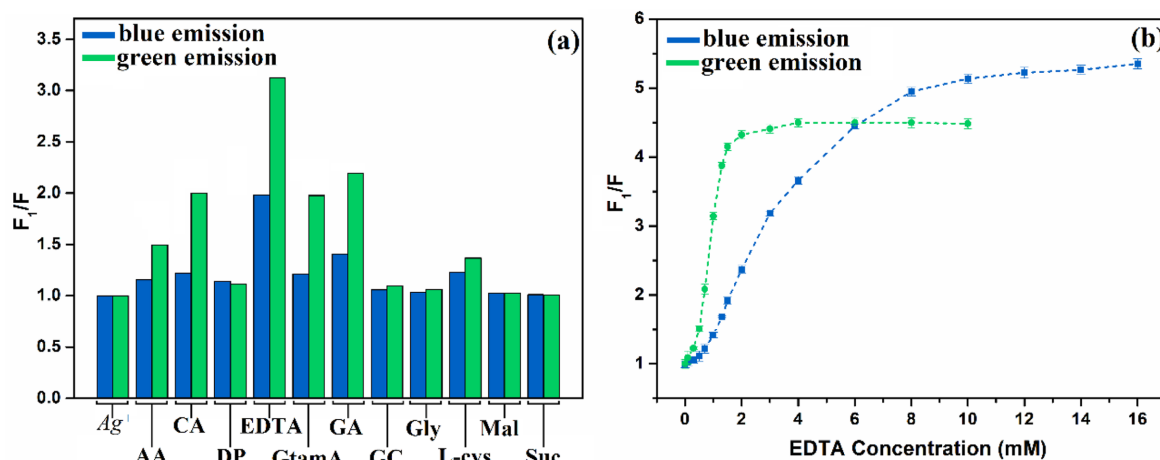 blue emission
green emission
(a)
3.5
3.0
2.5
2.0
1.5
1.0
0.5
0.0
F₁/F
Ag⁺
CA
EDTA
GA
Gly
Mal
AA
DP
GtamA
GC
L-cys
Suc
blue emission
green emission
(b)
6
5
4
3
2
1
F₁/F
0 2 4 6 8 10 12 14 16
EDTA Concentration (mM)